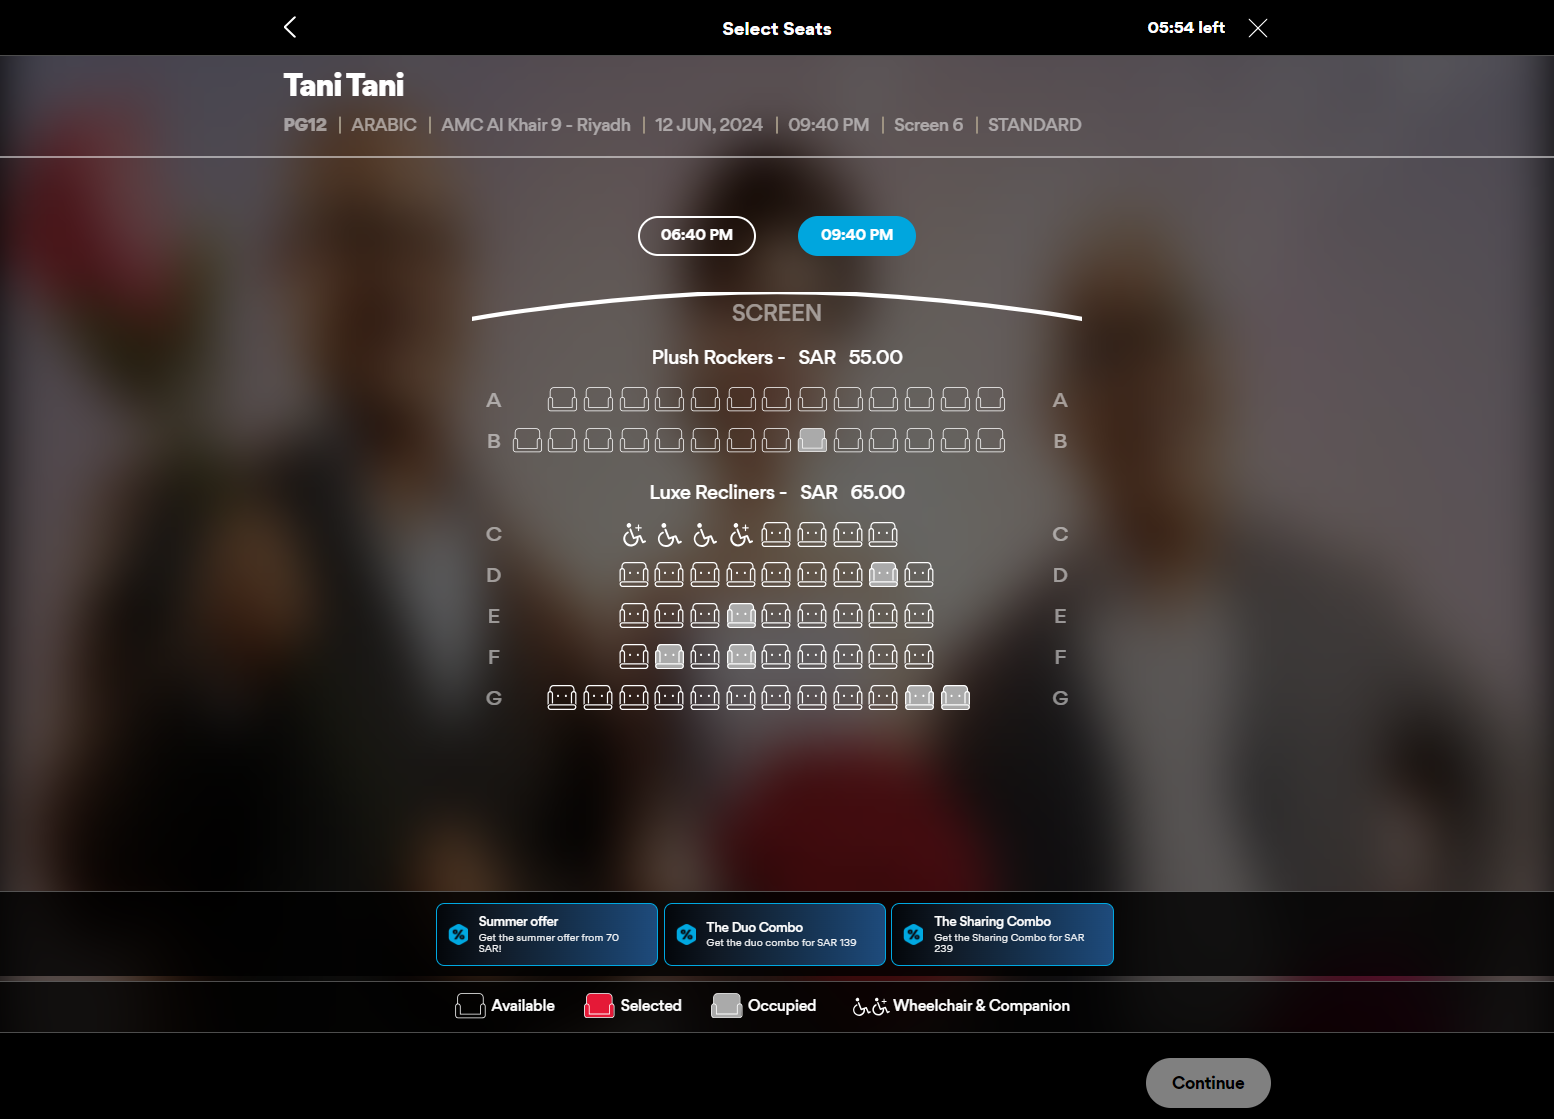 Select Seats
05:54 left
Tani Tani
PG12 | ARABIC | AMC Al Khair 9 - Riyadh | 12 JUN, 2024 | 09:40 PM | Screen 6 | STANDARD
06:40 PM
09:40 PM
SCREEN
Plush Rockers - SAR 55.00
A A
B B
Luxe Recliners - SAR 65.00
C C
D D
E E
F F
G G
Summer offer
Get the summer offer from 70
SAR!
The Duo Combo
Get the duo combo for SAR 139
The Sharing Combo
Get the Sharing Combo for SAR
239
Available
Selected
Occupied
Wheelchair & Companion
Continue